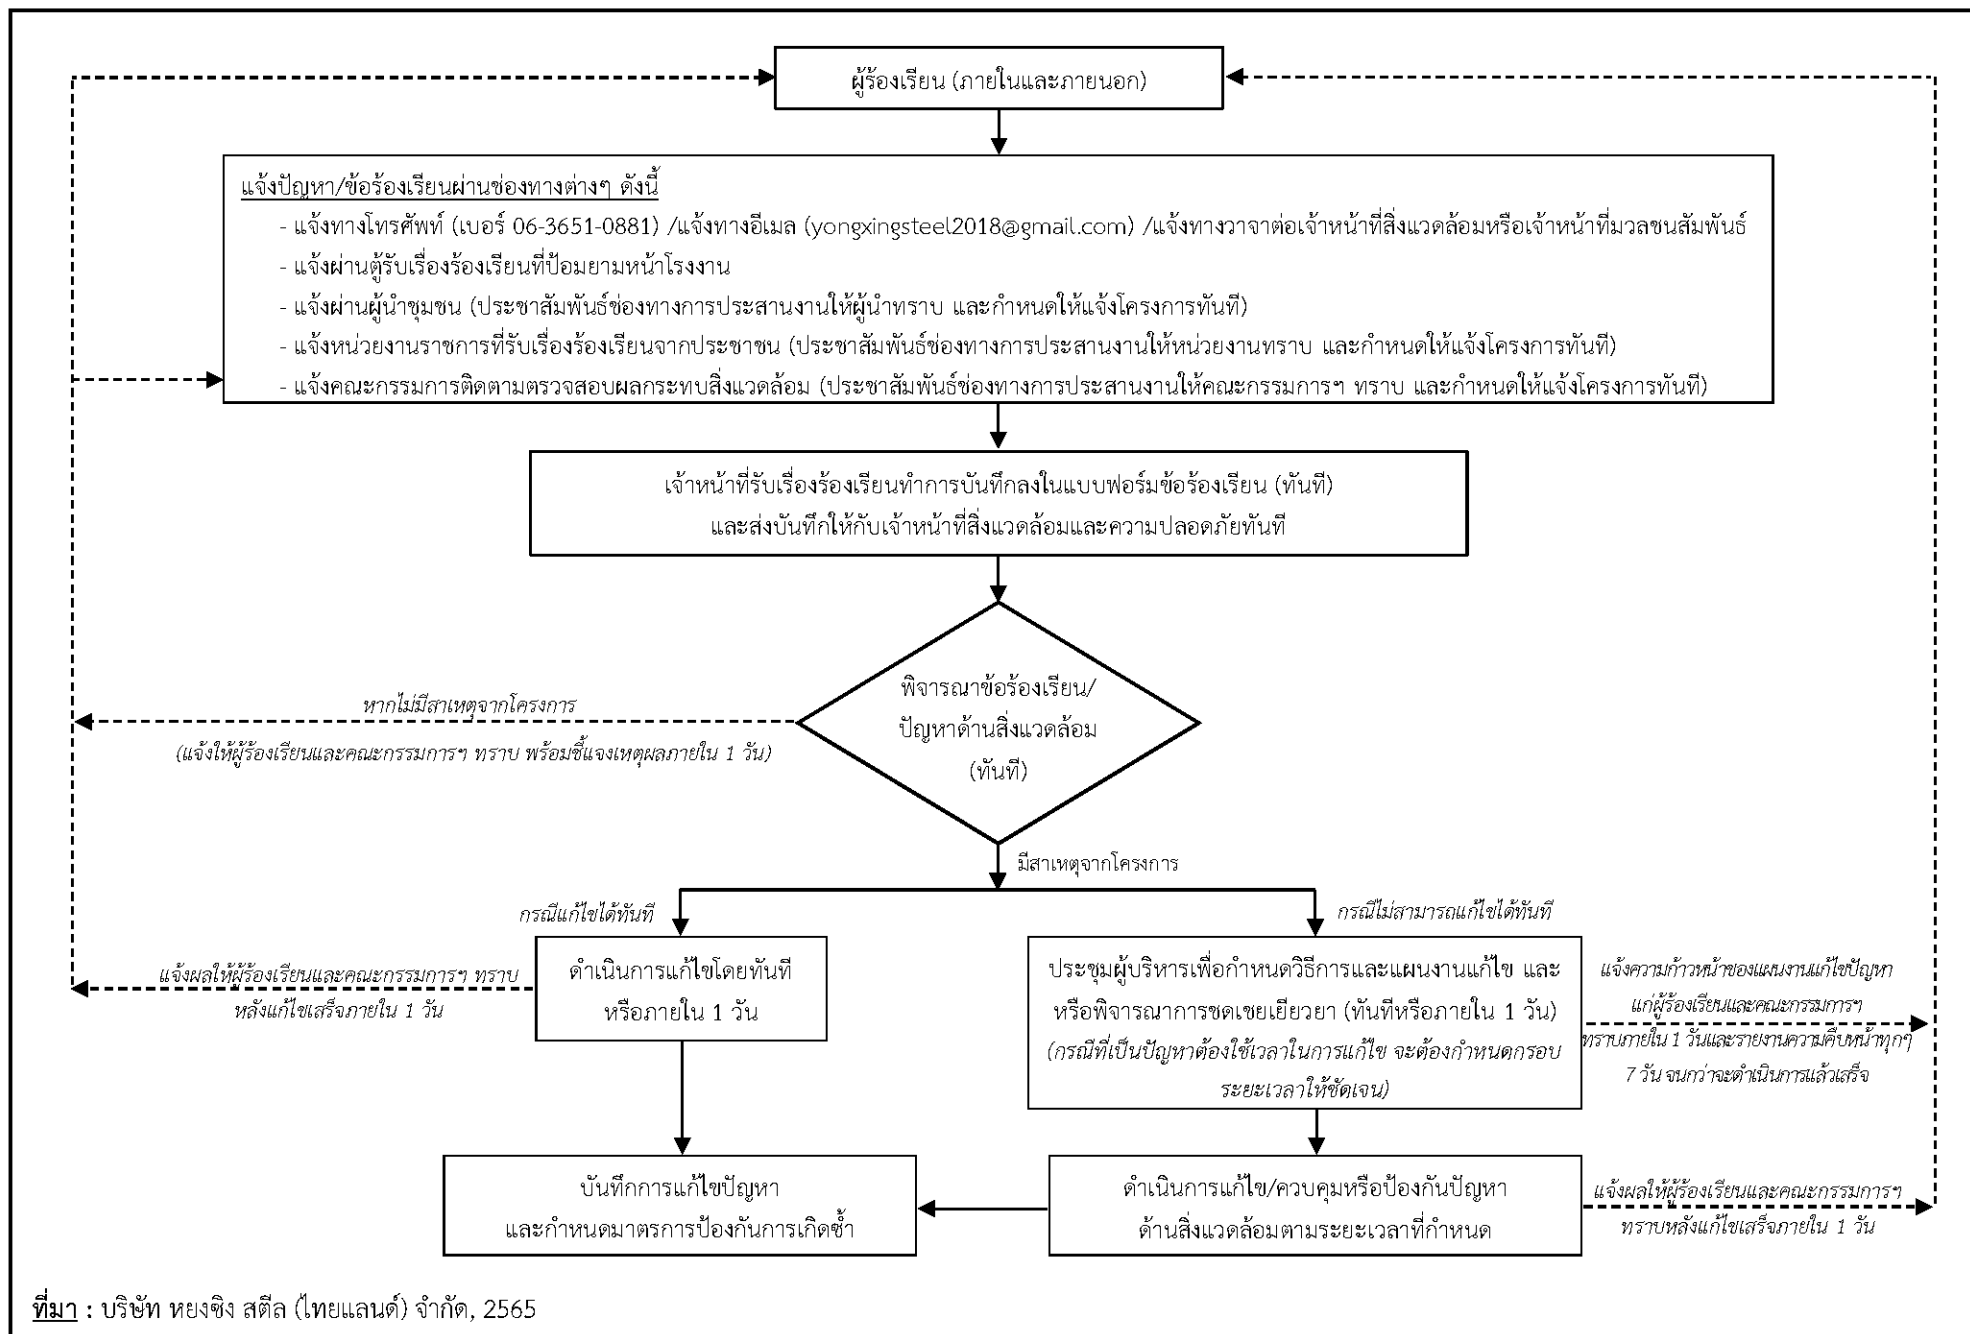 ผู้ร้องเรียน (ภายในและภายนอก)
แจ้งปัญหา/ข้อร้องเรียนผ่านช่องทางต่างๆ ดังนี้
- แจ้งทางโทรศัพท์ (เบอร์ 06-3651-0881) /แจ้งทางอีเมล (yongxingsteel2018@gmail.com) /แจ้งทางวาจาต่อเจ้าหน้าที่สิ่งแวดล้อมหรือเจ้าหน้าที่มวลชนสัมพันธ์
- แจ้งผ่านตู้รับเรื่องร้องเรียนที่ป้อมยามหน้าโรงงาน
- แจ้งผ่านผู้นำชุมชน (ประชาสัมพันธ์ช่องทางการประสานงานให้ผู้นำทราบ และกำหนดให้แจ้งโครงการทันที)
- แจ้งหน่วยงานราชการที่รับเรื่องร้องเรียนจากประชาชน (ประชาสัมพันธ์ช่องทางการประสานงานให้หน่วยงานทราบ และกำหนดให้แจ้งโครงการทันที)
- แจ้งคณะกรรมการติดตามตรวจสอบผลกระทบสิ่งแวดล้อม (ประชาสัมพันธ์ช่องทางการประสานงานให้คณะกรรมการฯ ทราบ และกำหนดให้แจ้งโครงการทันที)
เจ้าหน้าที่รับเรื่องร้องเรียนทำการบันทึกลงในแบบฟอร์มข้อร้องเรียน (ทันที)
และส่งบันทึกให้กับเจ้าหน้าที่สิ่งแวดล้อมและความปลอดภัยทันที
พิจารณาข้อร้องเรียน/
ปัญหาด้านสิ่งแวดล้อม
(ทันที)
หากไม่มีสาเหตุจากโครงการ
(แจ้งให้ผู้ร้องเรียนและคณะกรรมการฯ ทราบ พร้อมชี้แจงเหตุผลภายใน 1 วัน)
มีสาเหตุจากโครงการ
กรณีแก้ไขได้ทันที
กรณีไม่สามารถแก้ไขได้ทันที
ดำเนินการแก้ไขโดยทันที
หรือภายใน 1 วัน
แจ้งผลให้ผู้ร้องเรียนและคณะกรรมการฯ ทราบ
หลังแก้ไขเสร็จภายใน 1 วัน
ประชุมผู้บริหารเพื่อกำหนดวิธีการและแผนงานแก้ไข และ
หรือพิจารณาการชดเชยเยียวยา (ทันทีหรือภายใน 1 วัน)
(กรณีที่เป็นปัญหาต้องใช้เวลาในการแก้ไข จะต้องกำหนดกรอบ
ระยะเวลาให้ชัดเจน)
แจ้งความก้าวหน้าของแผนงานแก้ไขปัญหา
แก่ผู้ร้องเรียนและคณะกรรมการฯ
ทราบภายใน 1 วันและรายงานความคืบหน้าทุกๆ
7 วัน จนกว่าจะดำเนินการแล้วเสร็จ
บันทึกการแก้ไขปัญหา
และกำหนดมาตรการป้องกันการเกิดซ้ำ
ดำเนินการแก้ไข/ควบคุมหรือป้องกันปัญหา
ด้านสิ่งแวดล้อมตามระยะเวลาที่กำหนด
แจ้งผลให้ผู้ร้องเรียนและคณะกรรมการฯ
ทราบหลังแก้ไขเสร็จภายใน 1 วัน
ที่มา : บริษัท หยงซิง สตีล (ไทยแลนด์) จำกัด, 2565